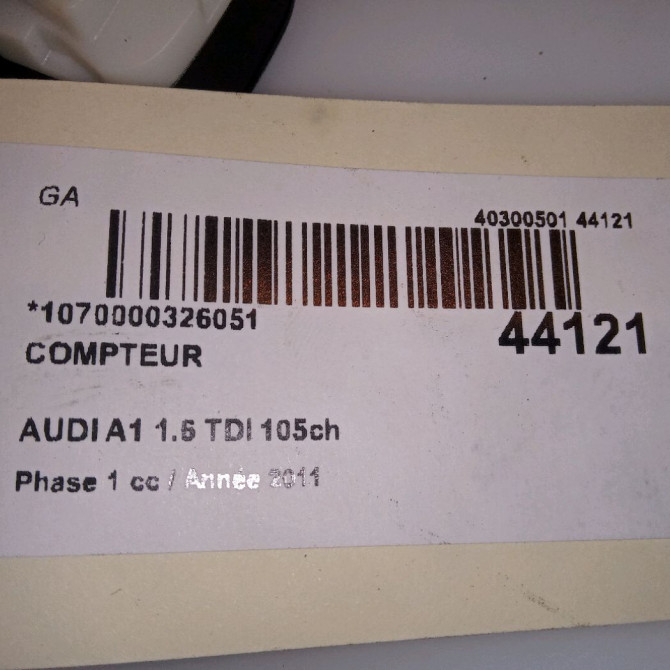 GA
40300501 44121
*1070000326051
44121
COMPTEUR
AUDI A1 1.6 TDI 105ch
Phase 1 cc / Année 2011